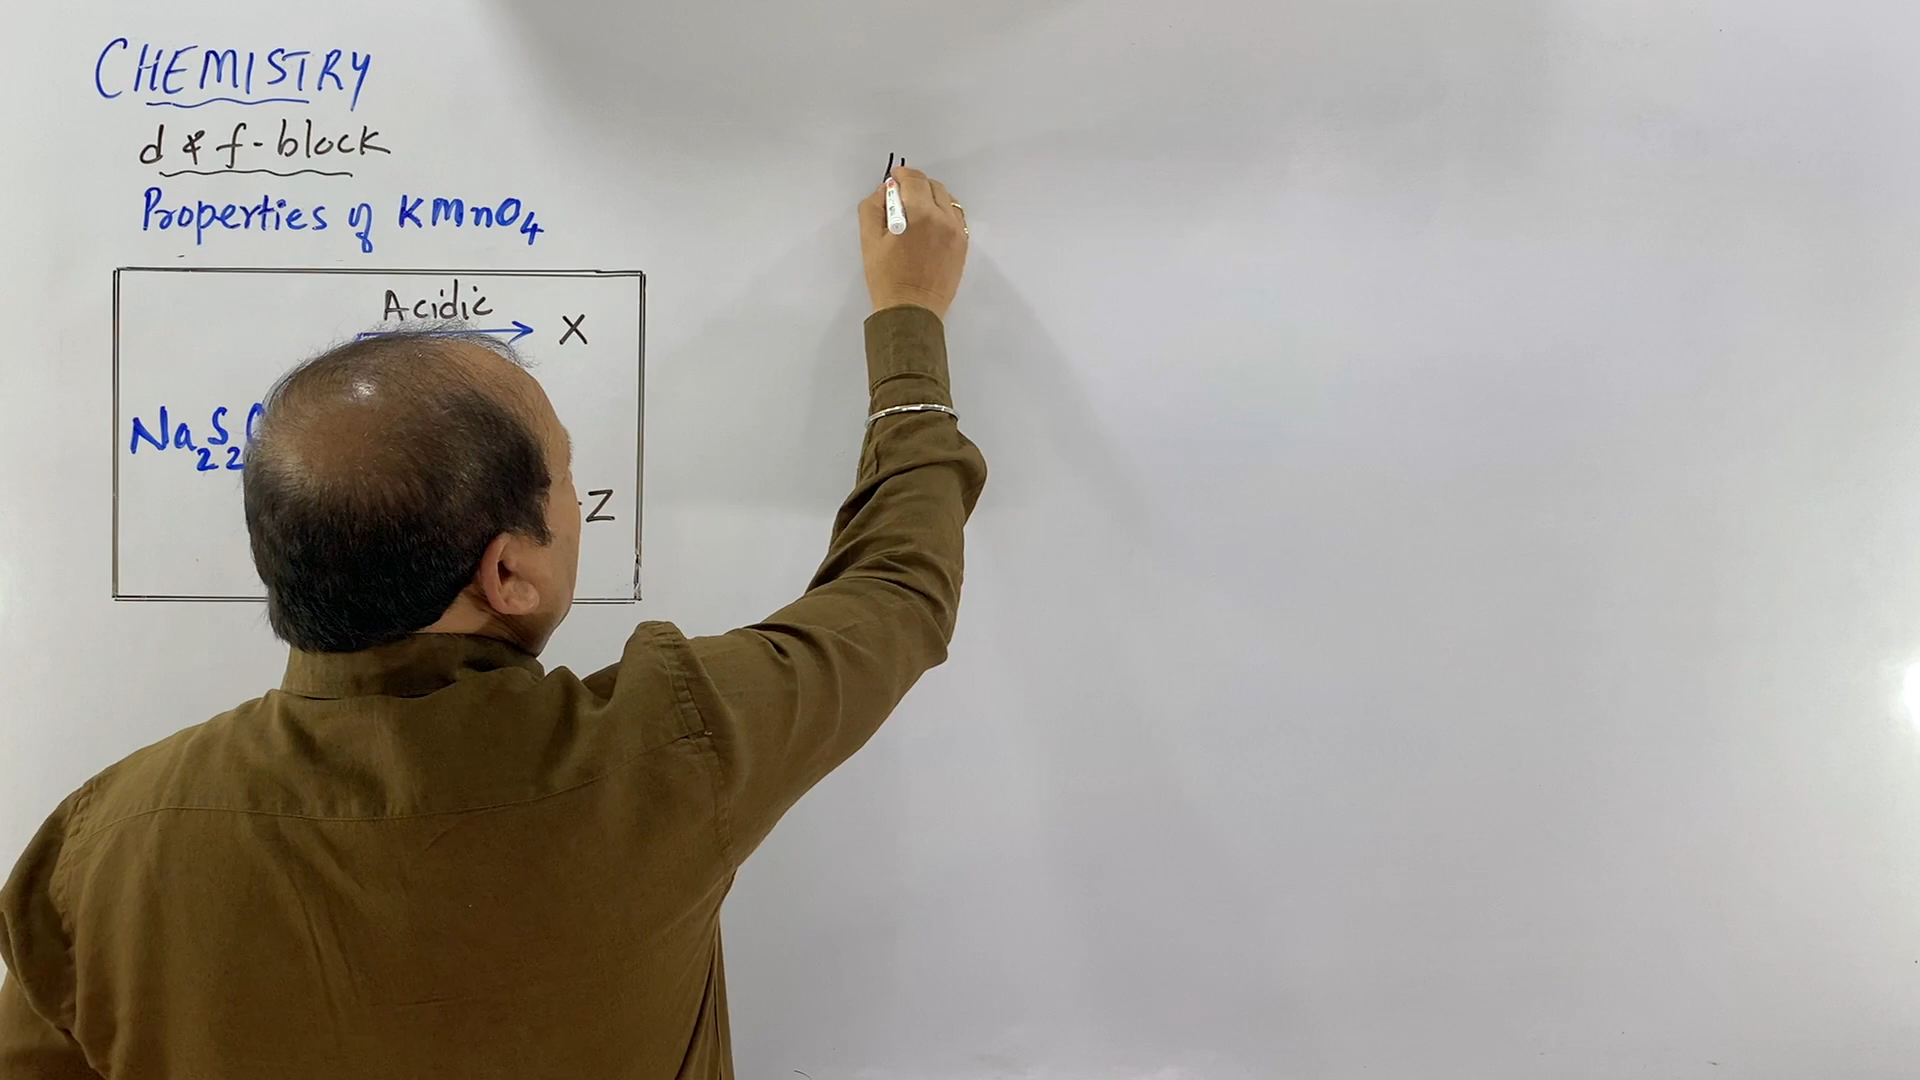 CHEMISTRY
d & f-block
Properties of KMnO4
Acidic
X
Na2S2
Z